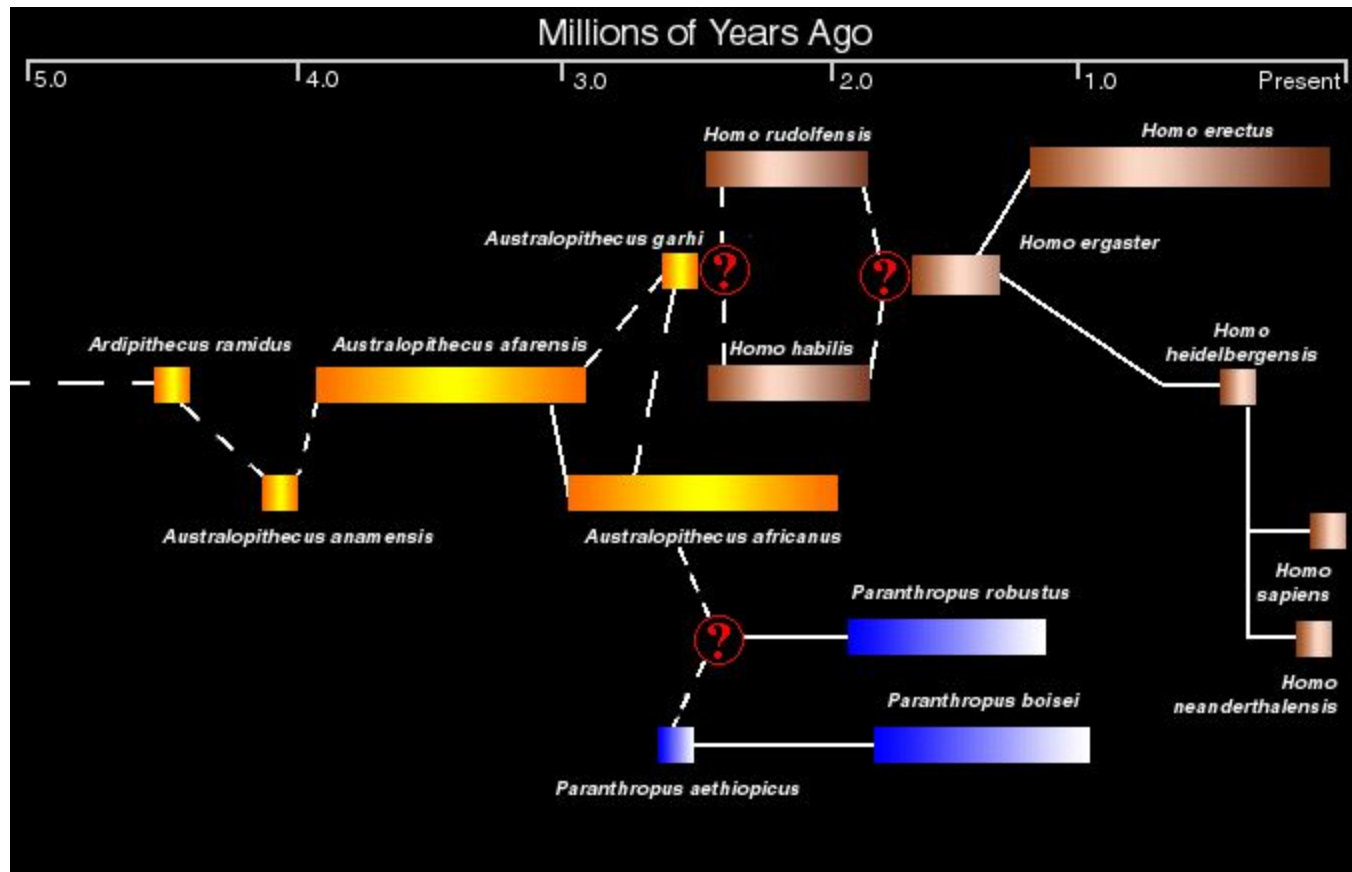 Millions of Years Ago
5.0 4.0 3.0 2.0 1.0 Present
Homo rudolfensis
Homo erectus
Australopithecus garhi
Homo ergaster
?
?
Ardipithecus ramidus
Australopithecus afarensis
Homo habilis
Homo
heidelbergensis
Australopithecus anamensis
Australopithecus africanus
Homo
sapiens
Paranthropus robustus
?
Homo
neanderthalensis
Paranthropus boisei
Paranthropus aethiopicus